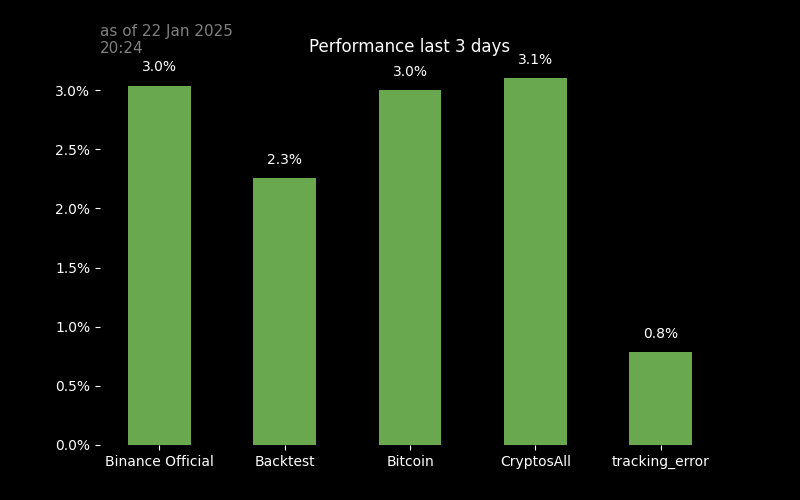 as of 22 Jan 2025
20:24
Performance last 3 days
3.0%
2.3%
3.0%
3.1%
0.8%
3.0%
2.5%
2.0%
1.5%
1.0%
0.5%
0.0%
Binance Official
Backtest
Bitcoin
CryptosAll
tracking_error